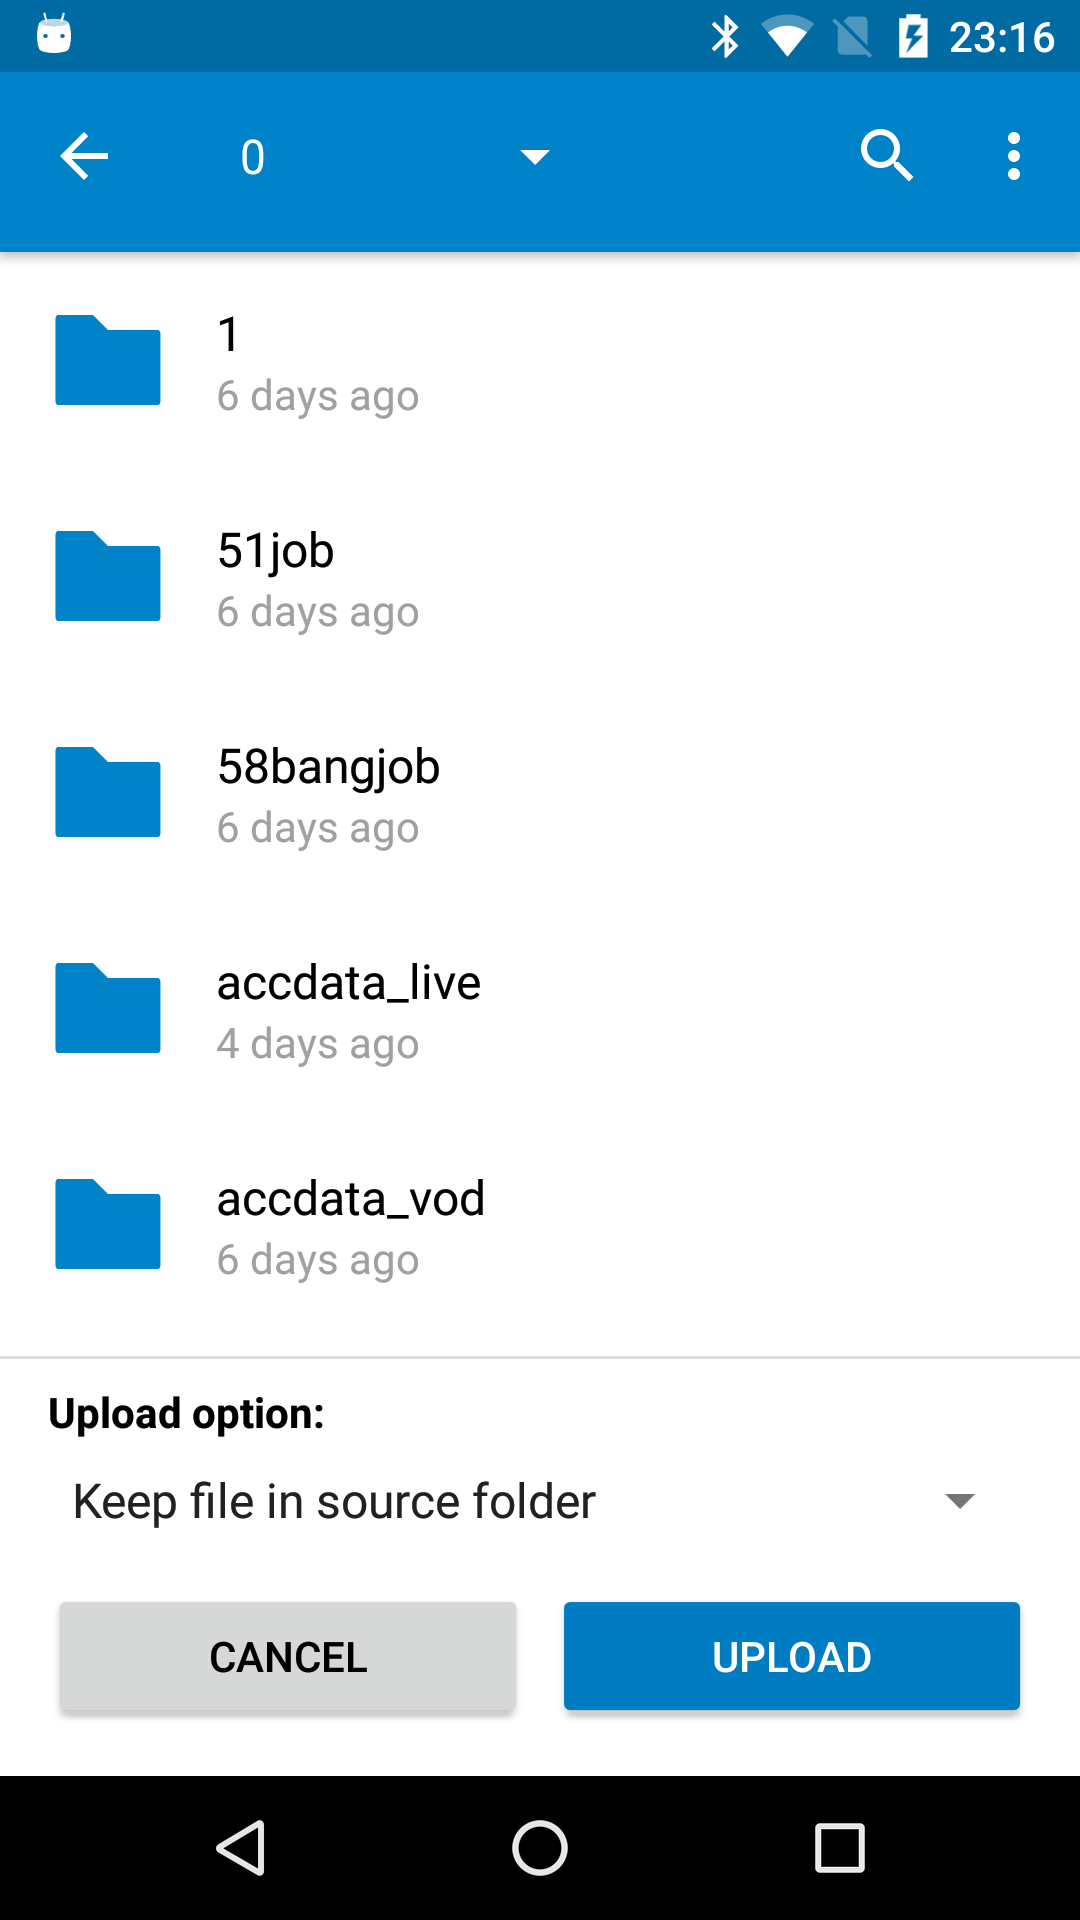 23:16
0
1
6 days ago
51job
6 days ago
58bangjob
6 days ago
accdata_live
4 days ago
accdata_vod
6 days ago
Upload option:
Keep file in source folder
CANCEL
UPLOAD